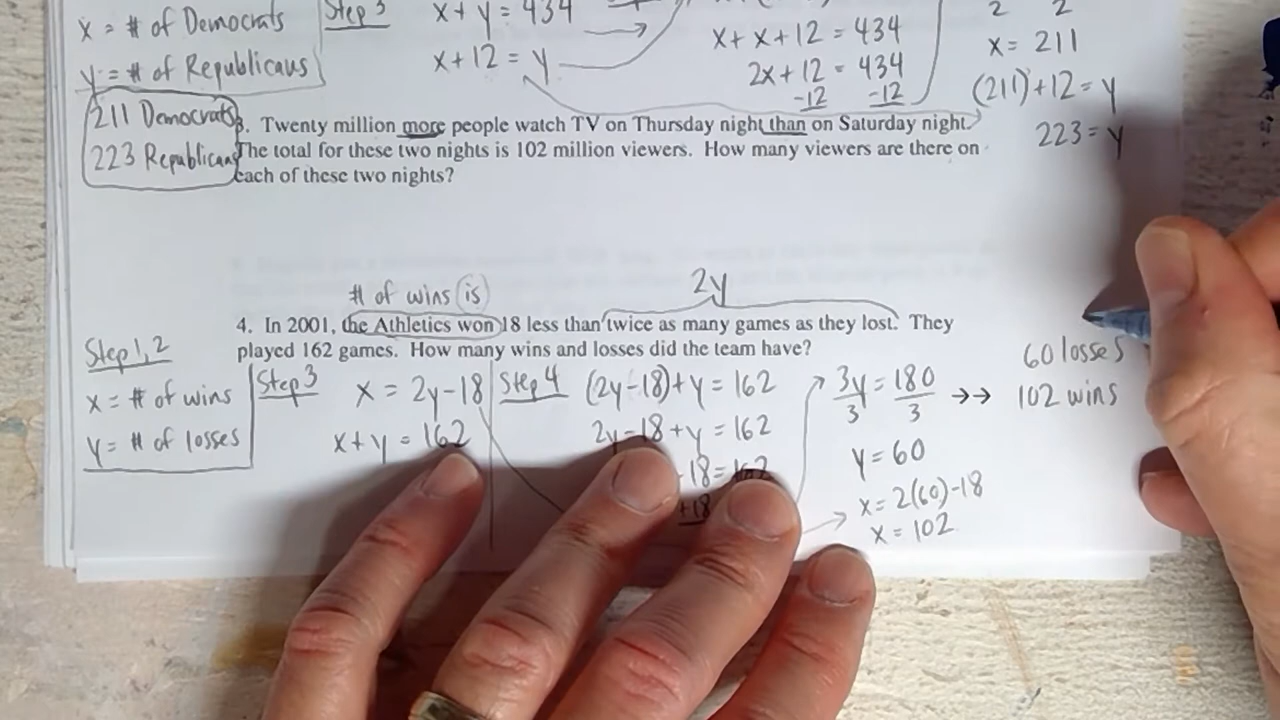 x = # of Democrats
y = # of Republicans
Step 3
x + y = 434
x + 12 = y
x + x + 12 = 434
2x + 12 = 434
-12 -12
2 2
x = 211
(211) + 12 = y
223 = y
211 Democrats
223 Republicans
3. Twenty million more people watch TV on Thursday night than on Saturday night.
The total for these two nights is 102 million viewers. How many viewers are there on
each of these two nights?
# of wins is
2y
4. In 2001, the Athletics won 18 less than twice as many games as they lost. They
played 162 games. How many wins and losses did the team have?
Step 1,2
x = # of wins
y = # of losses
Step 3
x = 2y-18
x + y = 162
Step 4
(2y-18)+y = 162
2y-18+y = 162
-18=162
+18
3y = 180
3 3
y = 60
x = 2(60)-18
x = 102
60 losses
102 wins